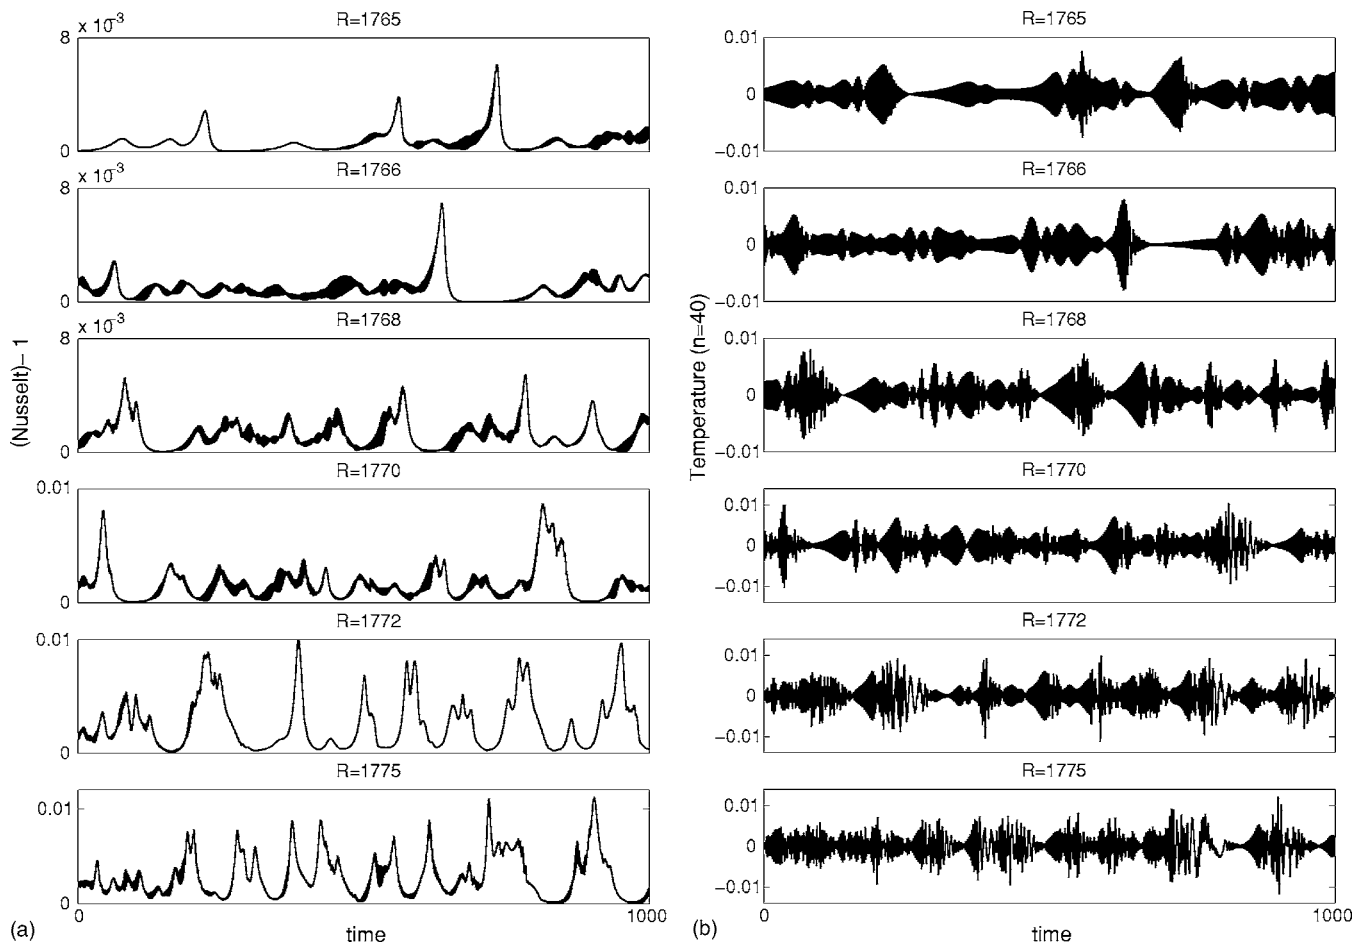 x 10⁻³ R=1765
8
0
x 10⁻³ R=1766
8
0
x 10⁻³ R=1768
8
0
R=1770
0.01
0
R=1772
0.01
0
R=1775
0.01
0
0 1000
time
(Nusselt)− 1
(a)
R=1765
0.01
0
−0.01
R=1766
0.01
0
−0.01
R=1768
0.01
0
−0.01
R=1770
0.01
0
−0.01
R=1772
0.01
0
−0.01
R=1775
0.01
0
−0.01
0 1000
time
Temperature (n=40)
(b)